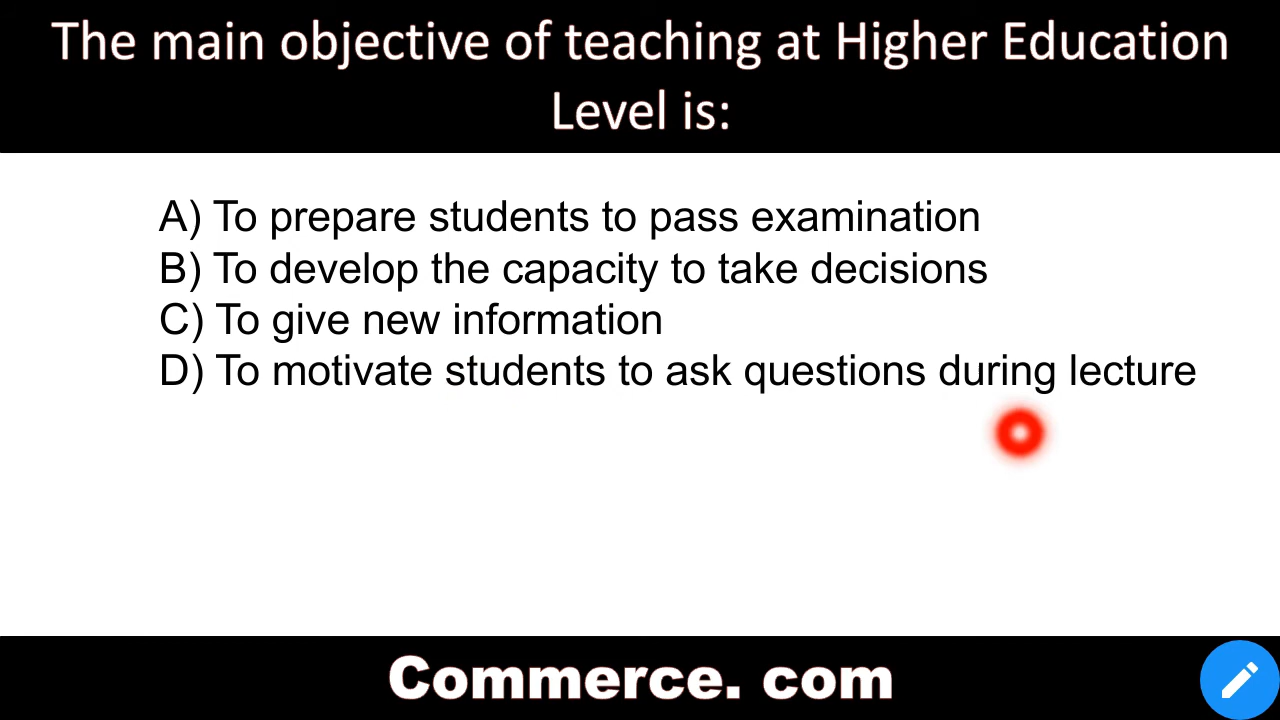 The main objective of teaching at Higher Education
Level is:
A) To prepare students to pass examination
B) To develop the capacity to take decisions
C) To give new information
D) To motivate students to ask questions during lecture
Commerce. com